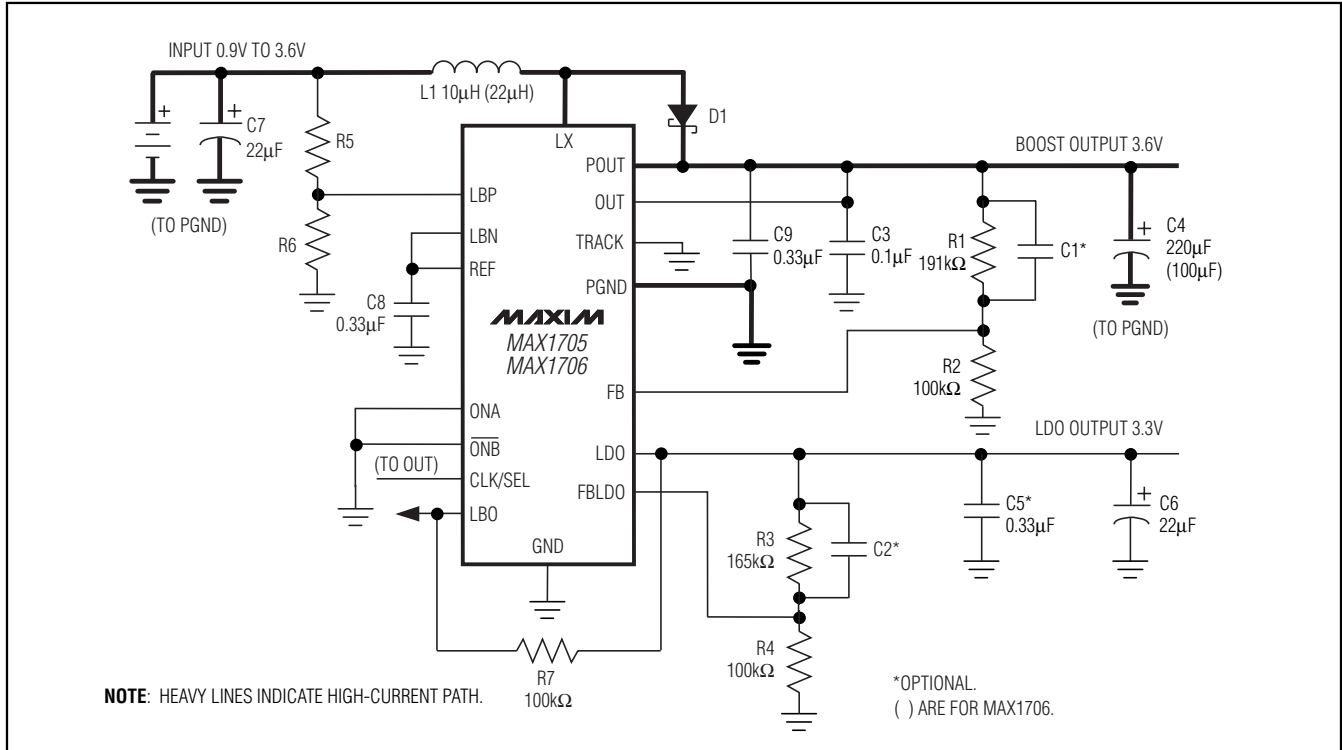 INPUT 0.9V TO 3.6V
L1 10µH (22µH)
D1
+
+
C7
22µF
R5
LX
POUT
BOOST OUTPUT 3.6V
LBP
OUT
(TO PGND)
R6
LBN
REF
TRACK
C9
0.33µF
C3
0.1µF
R1
191kΩ
C1*
+
C4
220µF
(100µF)
PGND
C8
0.33µF
MAXIM
MAX1705
MAX1706
(TO PGND)
R2
100kΩ
FB
ONA
LDO OUTPUT 3.3V
ONB
LDO
(TO OUT)
CLK/SEL
FBLDO
LBO
C5*
0.33µF
+
C6
22µF
GND
R3
165kΩ
C2*
R4
100kΩ
R7
100kΩ
NOTE: HEAVY LINES INDICATE HIGH-CURRENT PATH.
*OPTIONAL.
( ) ARE FOR MAX1706.